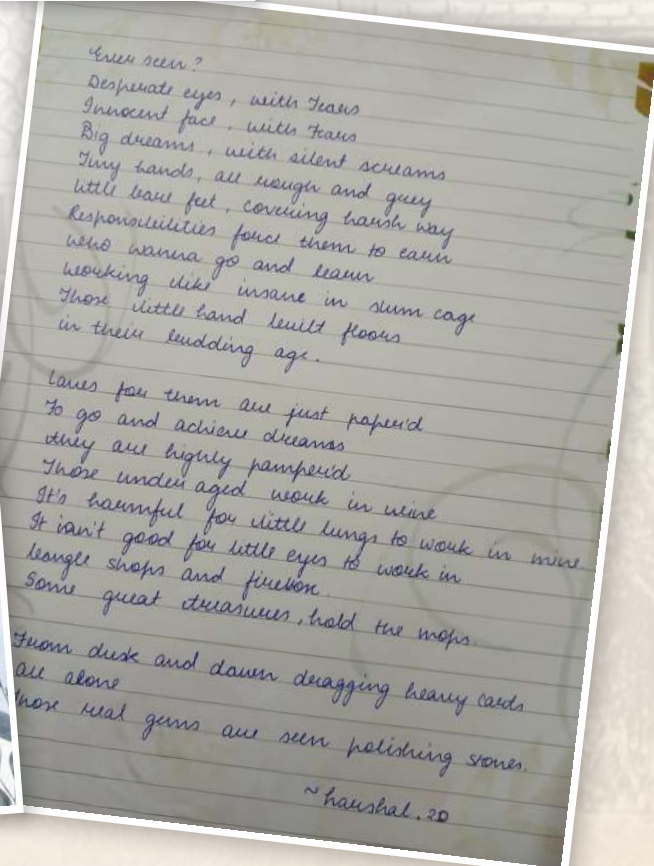 Ever seen?
Desperate eyes, with Tears
Innocent face, with Fears
Big dreams, with silent screams
Tiny hands, all rough and grey
little bare feet, covering harsh way
Responsibilities force them to earn
who wanna go and learn
working like insane in slum cage
Those little hand built floors
in their budding age.
Laws for them are just paper'd
To go and achieve dreams
they are highly pamper'd
Those under aged work in wine
It's harmful for little lungs to work in mine
It isn't good for little eyes to work in
bangle shops and firebox.
Some great treasures, hold the mops.
From dusk and dawn dragging heavy cards
all alone
those real gems are seen polishing stones.
~harshal.20